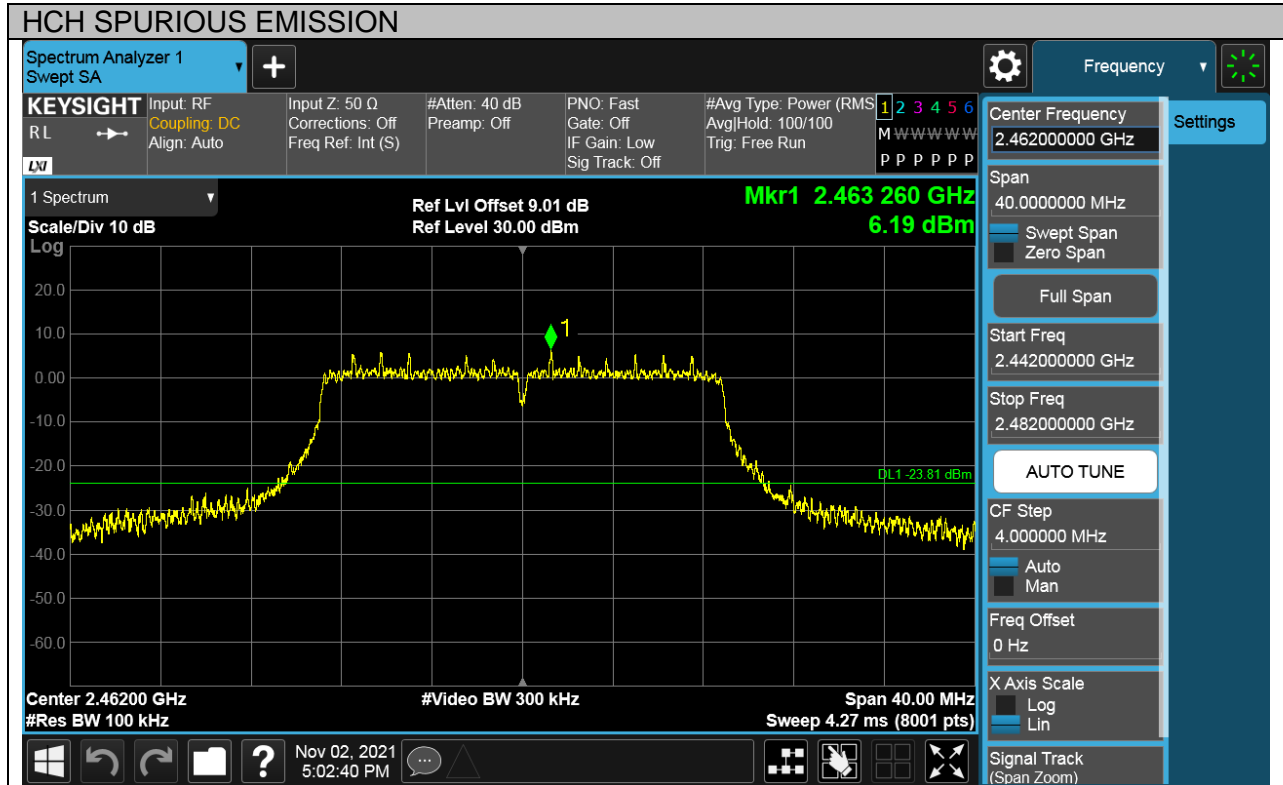 HCH SPURIOUS EMISSION
Spectrum Analyzer 1
Swept SA
+
Frequency
KEYSIGHT
RL
LXI
Input: RF
Coupling: DC
Align: Auto
Input Z: 50 Ω
Corrections: Off
Freq Ref: Int (S)
#Atten: 40 dB
Preamp: Off
PNO: Fast
Gate: Off
IF Gain: Low
Sig Track: Off
#Avg Type: Power (RMS
Avg|Hold: 100/100
Trig: Free Run
1 2 3 4 5 6
M W W W W W
P P P P P P
1 Spectrum
Scale/Div 10 dB
Log
Ref Lvl Offset 9.01 dB
Ref Level 30.00 dBm
Mkr1 2.463 260 GHz
6.19 dBm
20.0
10.0
0.00
-10.0
-20.0
-30.0
-40.0
-50.0
-60.0
1
DL1 -23.81 dBm
Center 2.46200 GHz
#Res BW 100 kHz
#Video BW 300 kHz
Span 40.00 MHz
Sweep 4.27 ms (8001 pts)
Center Frequency
2.462000000 GHz
Settings
Span
40.0000000 MHz
Swept Span
Zero Span
Full Span
Start Freq
2.442000000 GHz
Stop Freq
2.482000000 GHz
AUTO TUNE
CF Step
4.000000 MHz
Auto
Man
Freq Offset
0 Hz
X Axis Scale
Log
Lin
Signal Track
(Span Zoom)
?
Nov 02, 2021
5:02:40 PM